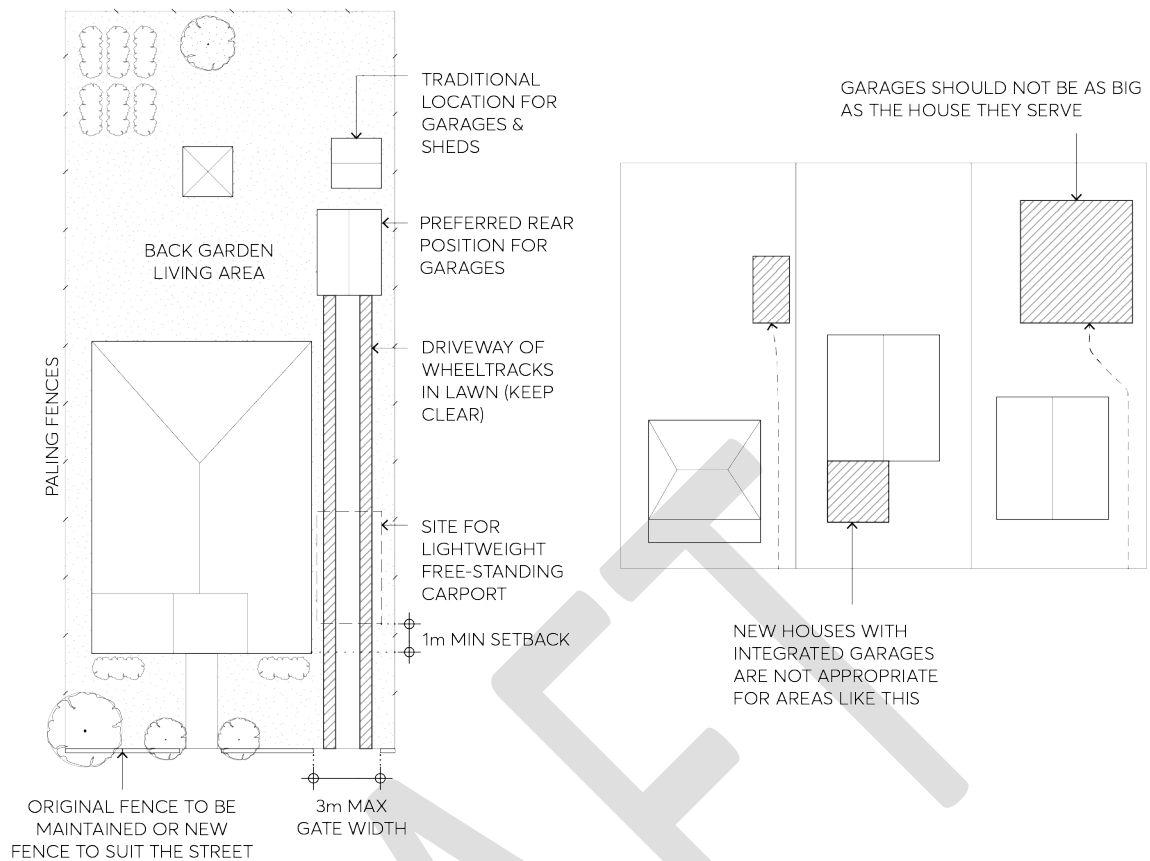 TRADITIONAL
LOCATION FOR
GARAGES &
SHEDS
PREFERRED REAR
POSITION FOR
GARAGES
BACK GARDEN
LIVING AREA
DRIVEWAY OF
WHEELTRACKS
IN LAWN (KEEP
CLEAR)
PALING FENCES
SITE FOR
LIGHTWEIGHT
FREE-STANDING
CARPORT
1m MIN SETBACK
3m MAX
GATE WIDTH
ORIGINAL FENCE TO BE
MAINTAINED OR NEW
FENCE TO SUIT THE STREET
GARAGES SHOULD NOT BE AS BIG
AS THE HOUSE THEY SERVE
NEW HOUSES WITH
INTEGRATED GARAGES
ARE NOT APPROPRIATE
FOR AREAS LIKE THIS
AFT